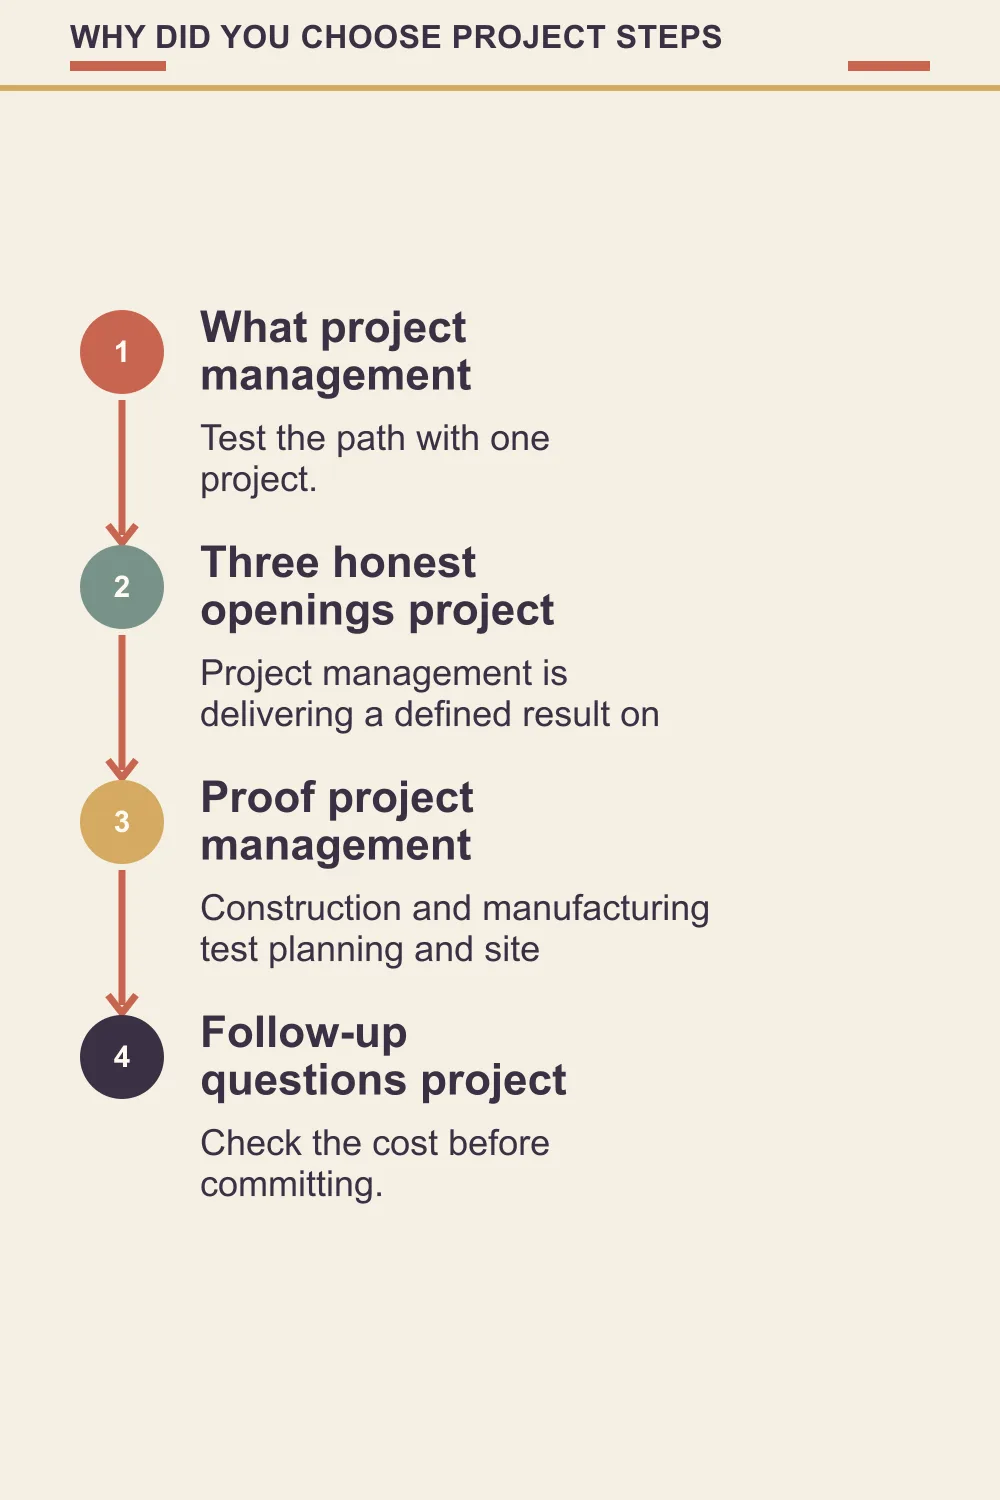 WHY DID YOU CHOOSE PROJECT STEPS
1
What project
management
Test the path with one
project.
2
Three honest
openings project
Project management is
delivering a defined result on
3
Proof project
management
Construction and manufacturing
test planning and site
4
Follow-up
questions project
Check the cost before
committing.